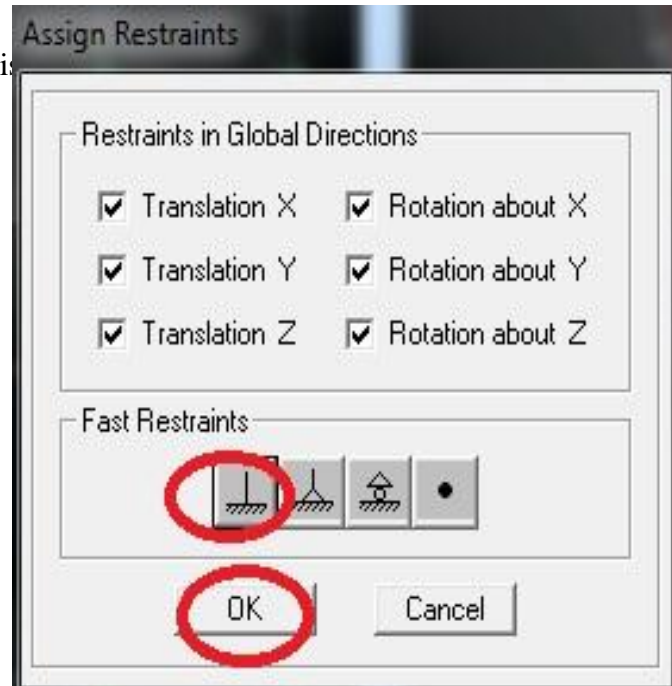 Assign Restraints
is
Restraints in Global Directions
Translation X Rotation about X
Translation Y Rotation about Y
Translation Z Rotation about Z
Fast Restraints
OK Cancel